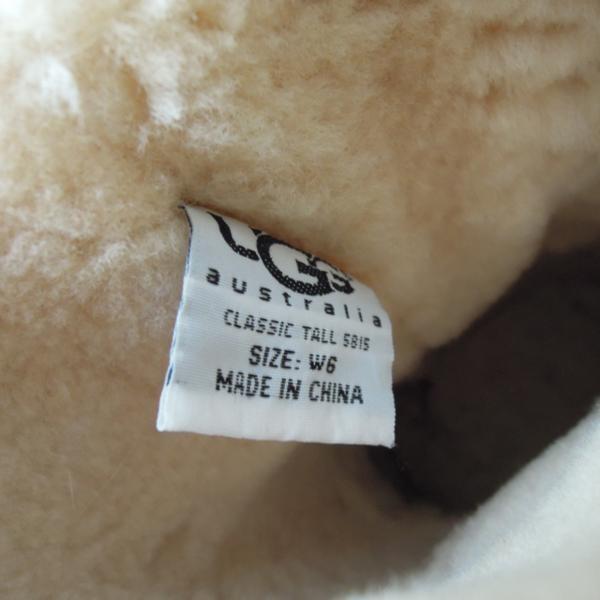 UGG
australia
CLASSIC TALL 5815
SIZE: W6
MADE IN CHINA